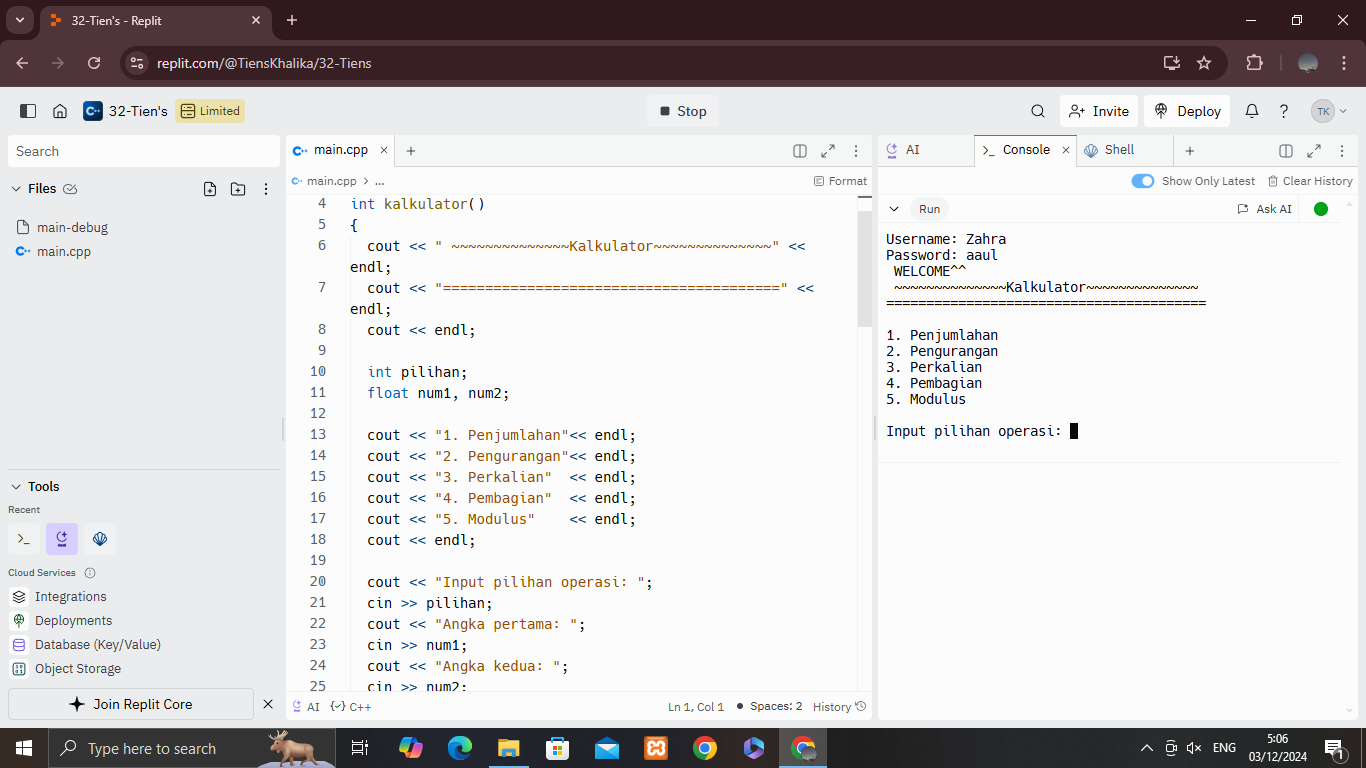 32-Tien's - Replit
replit.com/@TiensKhalika/32-Tiens
32-Tien's Limited Stop Invite Deploy TK
Search
Files
main-debug
main.cpp
Tools
Recent
Cloud Services
Integrations
Deployments
Database (Key/Value)
Object Storage
Join Replit Core
main.cpp
main.cpp > ... Format
4 int kalkulator()
5 {
6 cout << " ~~~~~~~~~~~~~~Kalkulator~~~~~~~~~~~~~~" <<
endl;
7 cout << "========================================" <<
endl;
8 cout << endl;
9
10 int pilihan;
11 float num1, num2;
12
13 cout << "1. Penjumlahan"<< endl;
14 cout << "2. Pengurangan"<< endl;
15 cout << "3. Perkalian"  << endl;
16 cout << "4. Pembagian"  << endl;
17 cout << "5. Modulus"    << endl;
18 cout << endl;
19
20 cout << "Input pilihan operasi: ";
21 cin >> pilihan;
22 cout << "Angka pertama: ";
23 cin >> num1;
24 cout << "Angka kedua: ";
25 cin >> num2;
AI C++ Ln 1, Col 1 Spaces: 2 History
AI Console Shell
Show Only Latest Clear History
Run Ask AI
Username: Zahra
Password: aaul
WELCOME^^
~~~~~~~~~~~~~~Kalkulator~~~~~~~~~~~~~~
========================================
1. Penjumlahan
2. Pengurangan
3. Perkalian
4. Pembagian
5. Modulus
Input pilihan operasi:
Type here to search
ENG
5:06
03/12/2024
1